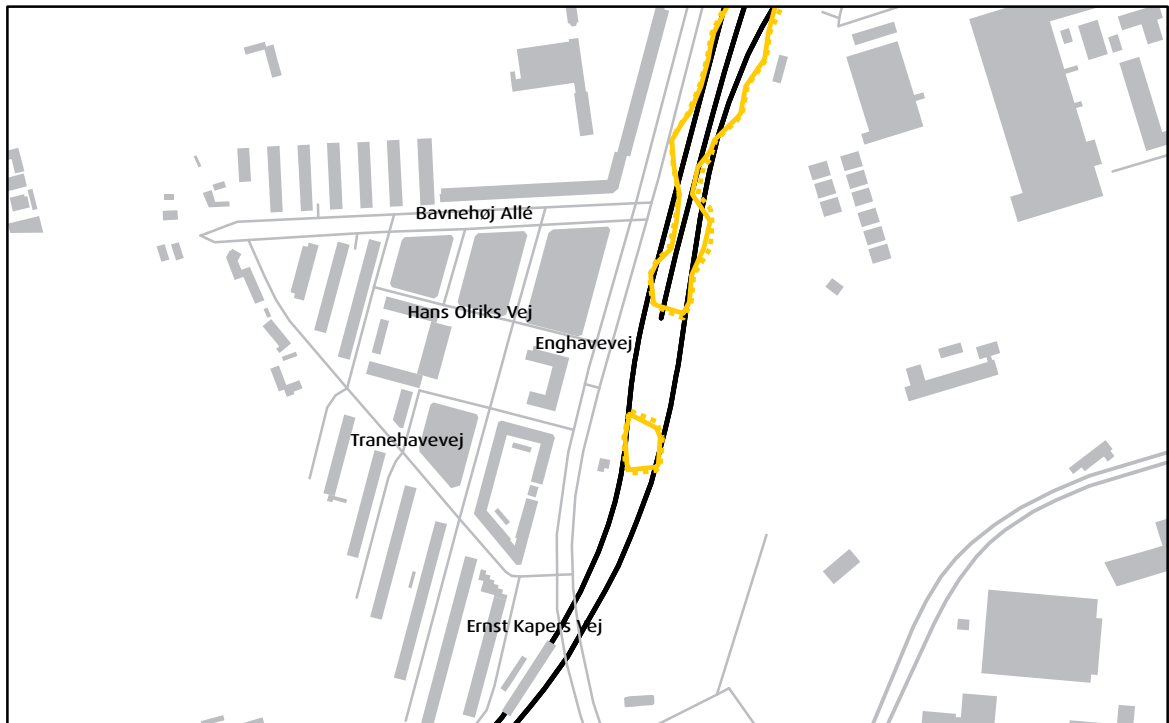 Bavnehøj Allé
Hans Olriks Vej
Enghavevej
Tranehavevej
Ernst Kapers Vej